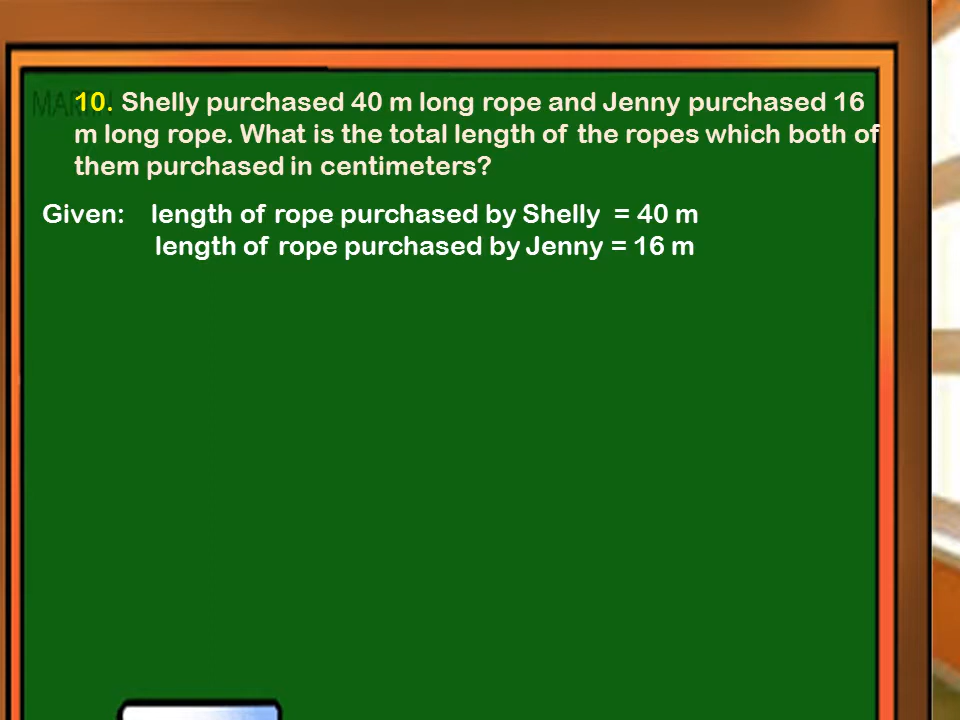 10. Shelly purchased 40 m long rope and Jenny purchased 16
m long rope. What is the total length of the ropes which both of
them purchased in centimeters?
Given: length of rope purchased by Shelly = 40 m
length of rope purchased by Jenny = 16 m